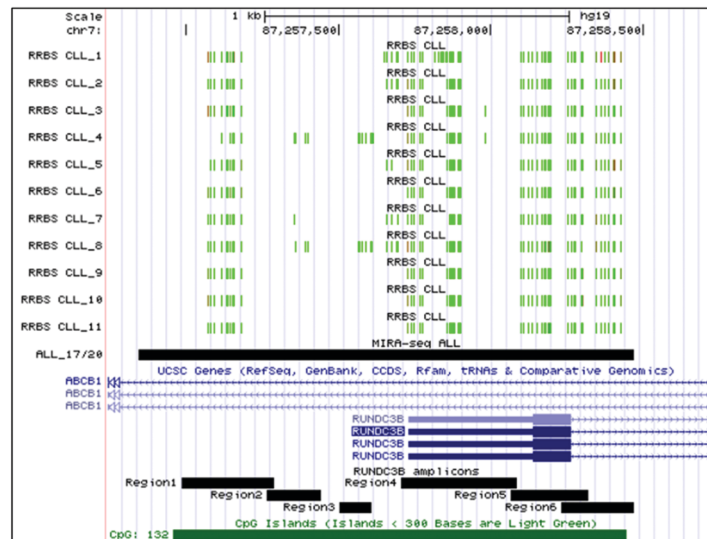 Scale 1 kb hg19
chr7: 87,257,500 87,258,000 87,258,500
RRBS CLL
RRBS CLL_1
RRBS CLL
RRBS CLL_2
RRBS CLL
RRBS CLL_3
RRBS CLL
RRBS CLL_4
RRBS CLL
RRBS CLL_5
RRBS CLL
RRBS CLL_6
RRBS CLL
RRBS CLL_7
RRBS CLL
RRBS CLL_8
RRBS CLL
RRBS CLL_9
RRBS CLL
RRBS CLL_10
RRBS CLL
RRBS CLL_11
MIRA-seq ALL
ALL_17/20
UCSC Genes (RefSeq, GenBank, CCDS, Rfam, tRNAs & Comparative Genomics)
ABCB1
ABCB1
ABCB1
RUNDC3B
RUNDC3B
RUNDC3B
RUNDC3B
RUNDC3B amplicons
Region1 Region4
Region2 Region5
Region3 Region6
CpG Islands (Islands < 300 Bases are Light Green)
CpG: 132